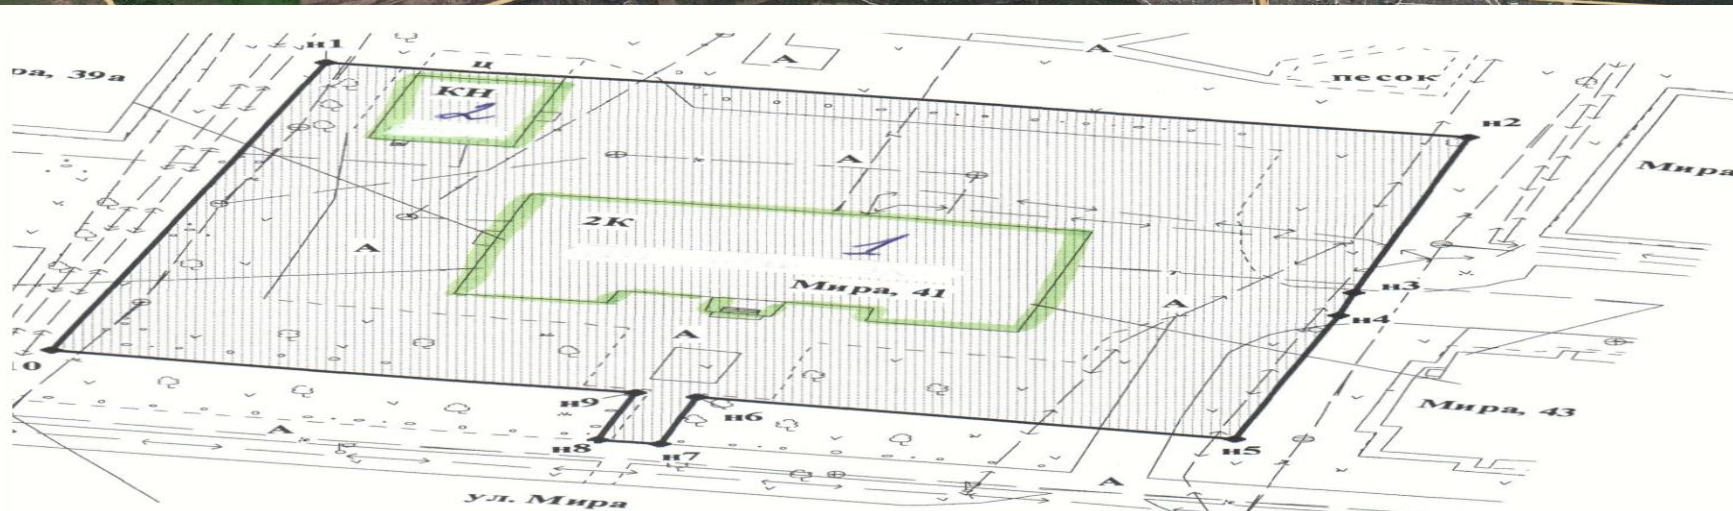 н1
ц
А
А
песок
ра, 39а
КН
2
н2
Мира
А
2К
1
А
Мира, 41
н3
А
н4
А
10
н9
н6
Мира, 43
А
н8
н7
н5
А
ул. Мира